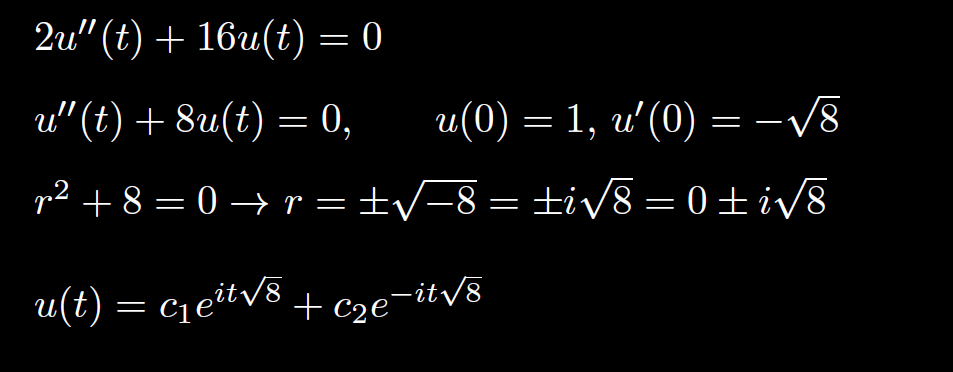 2u′′(t) + 16u(t) = 0
u′′(t) + 8u(t) = 0, u(0) = 1, u′(0) = −√8
r² + 8 = 0 → r = ±√−8 = ±i√8 = 0 ± i√8
u(t) = c₁e^{it√8} + c₂e^{−it√8}